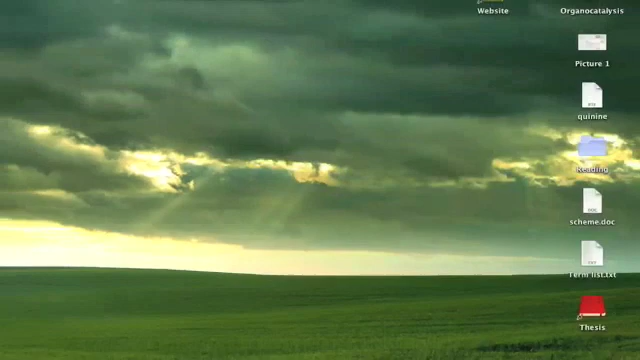 Website
Organocatalysis
Picture 1
quinine
Reading
scheme.doc
Term list.txt
Thesis